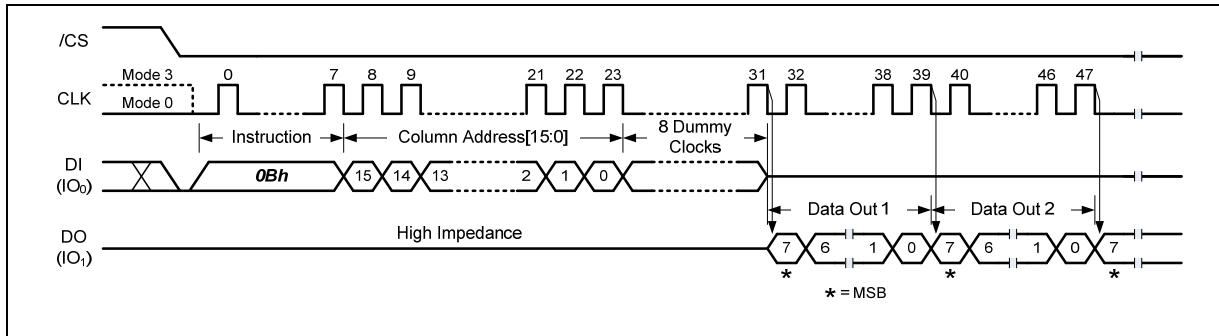 /CS
Mode 3 0 7 8 9 21 22 23 31 32 38 39 40 46 47
CLK
Mode 0
Instruction Column Address[15:0] 8 Dummy
Clocks
DI
(IO0)
0Bh 15 14 13 2 1 0
Data Out 1 Data Out 2
DO
(IO1)
High Impedance
7 6 1 0 7 6 1 0 7
* * *
* = MSB